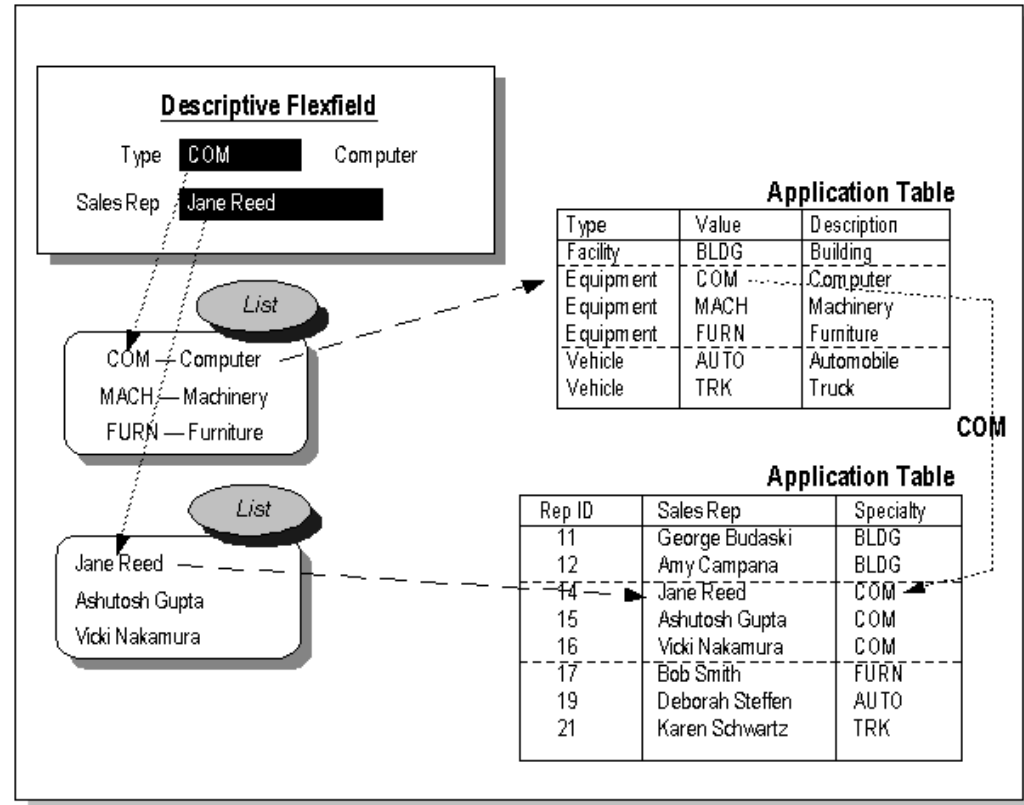 Descriptive Flexfield
Type COM Computer
Sales Rep Jane Reed
List
COM — Computer
MACH — Machinery
FURN — Furniture
List
Jane Reed
Ashutosh Gupta
Vicki Nakamura
Application Table
Type Value Description
Facility BLDG Building
Equipment COM Computer
Equipment MACH Machinery
Equipment FURN Furniture
Vehicle AUTO Automobile
Vehicle TRK Truck
COM
Application Table
Rep ID Sales Rep Specialty
11 George Budaski BLDG
12 Amy Campana BLDG
14 Jane Reed COM
15 Ashutosh Gupta COM
16 Vicki Nakamura COM
17 Bob Smith FURN
19 Deborah Steffen AUTO
21 Karen Schwartz TRK